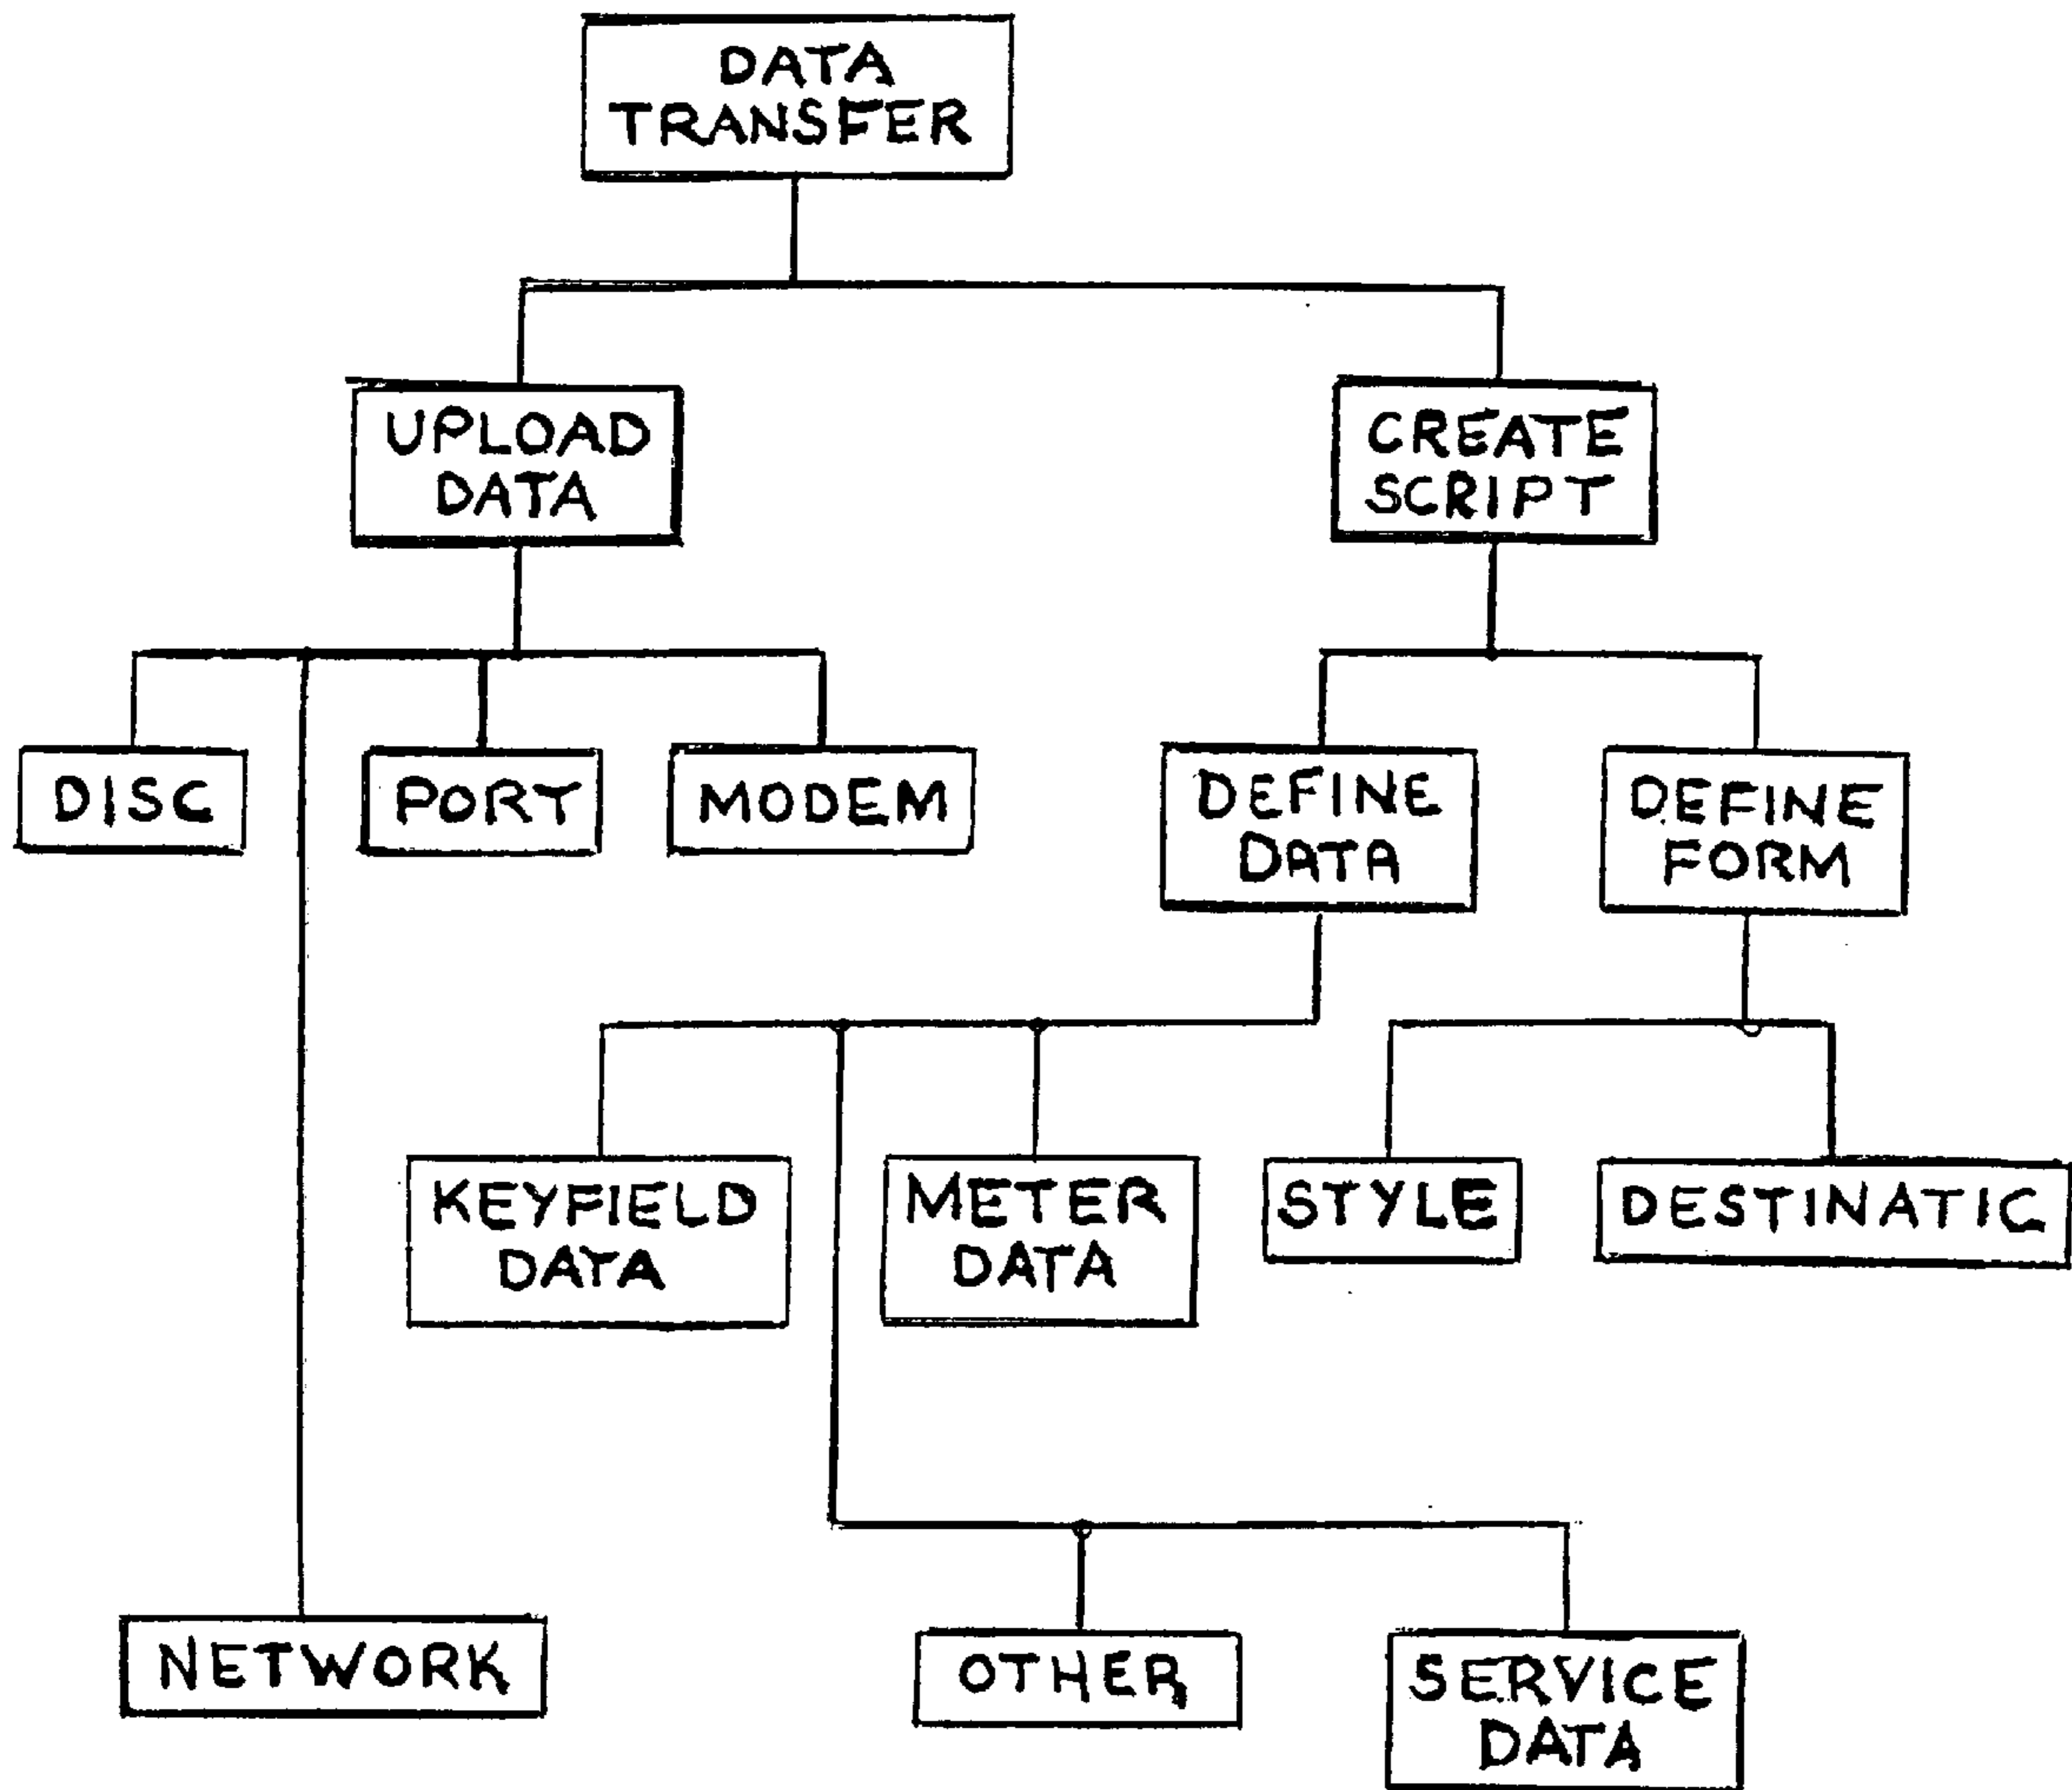 DATA
TRANSFER
UPLOAD
DATA
CREATE
SCRIPT
DISC
PORT
MODEM
DEFINE
DATA
DEFINE
FORM
KEYFIELD
DATA
METER
DATA
STYLE
DESTINATIC
NETWORK
OTHER
SERVICE
DATA